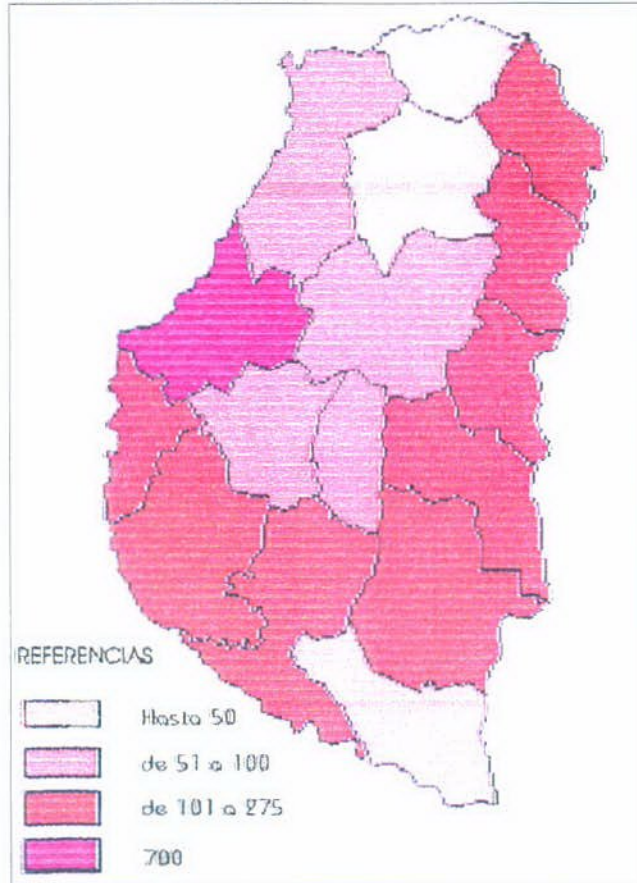 REFERENCIAS
Hasta 50
de 51 a 100
de 101 a 275
700